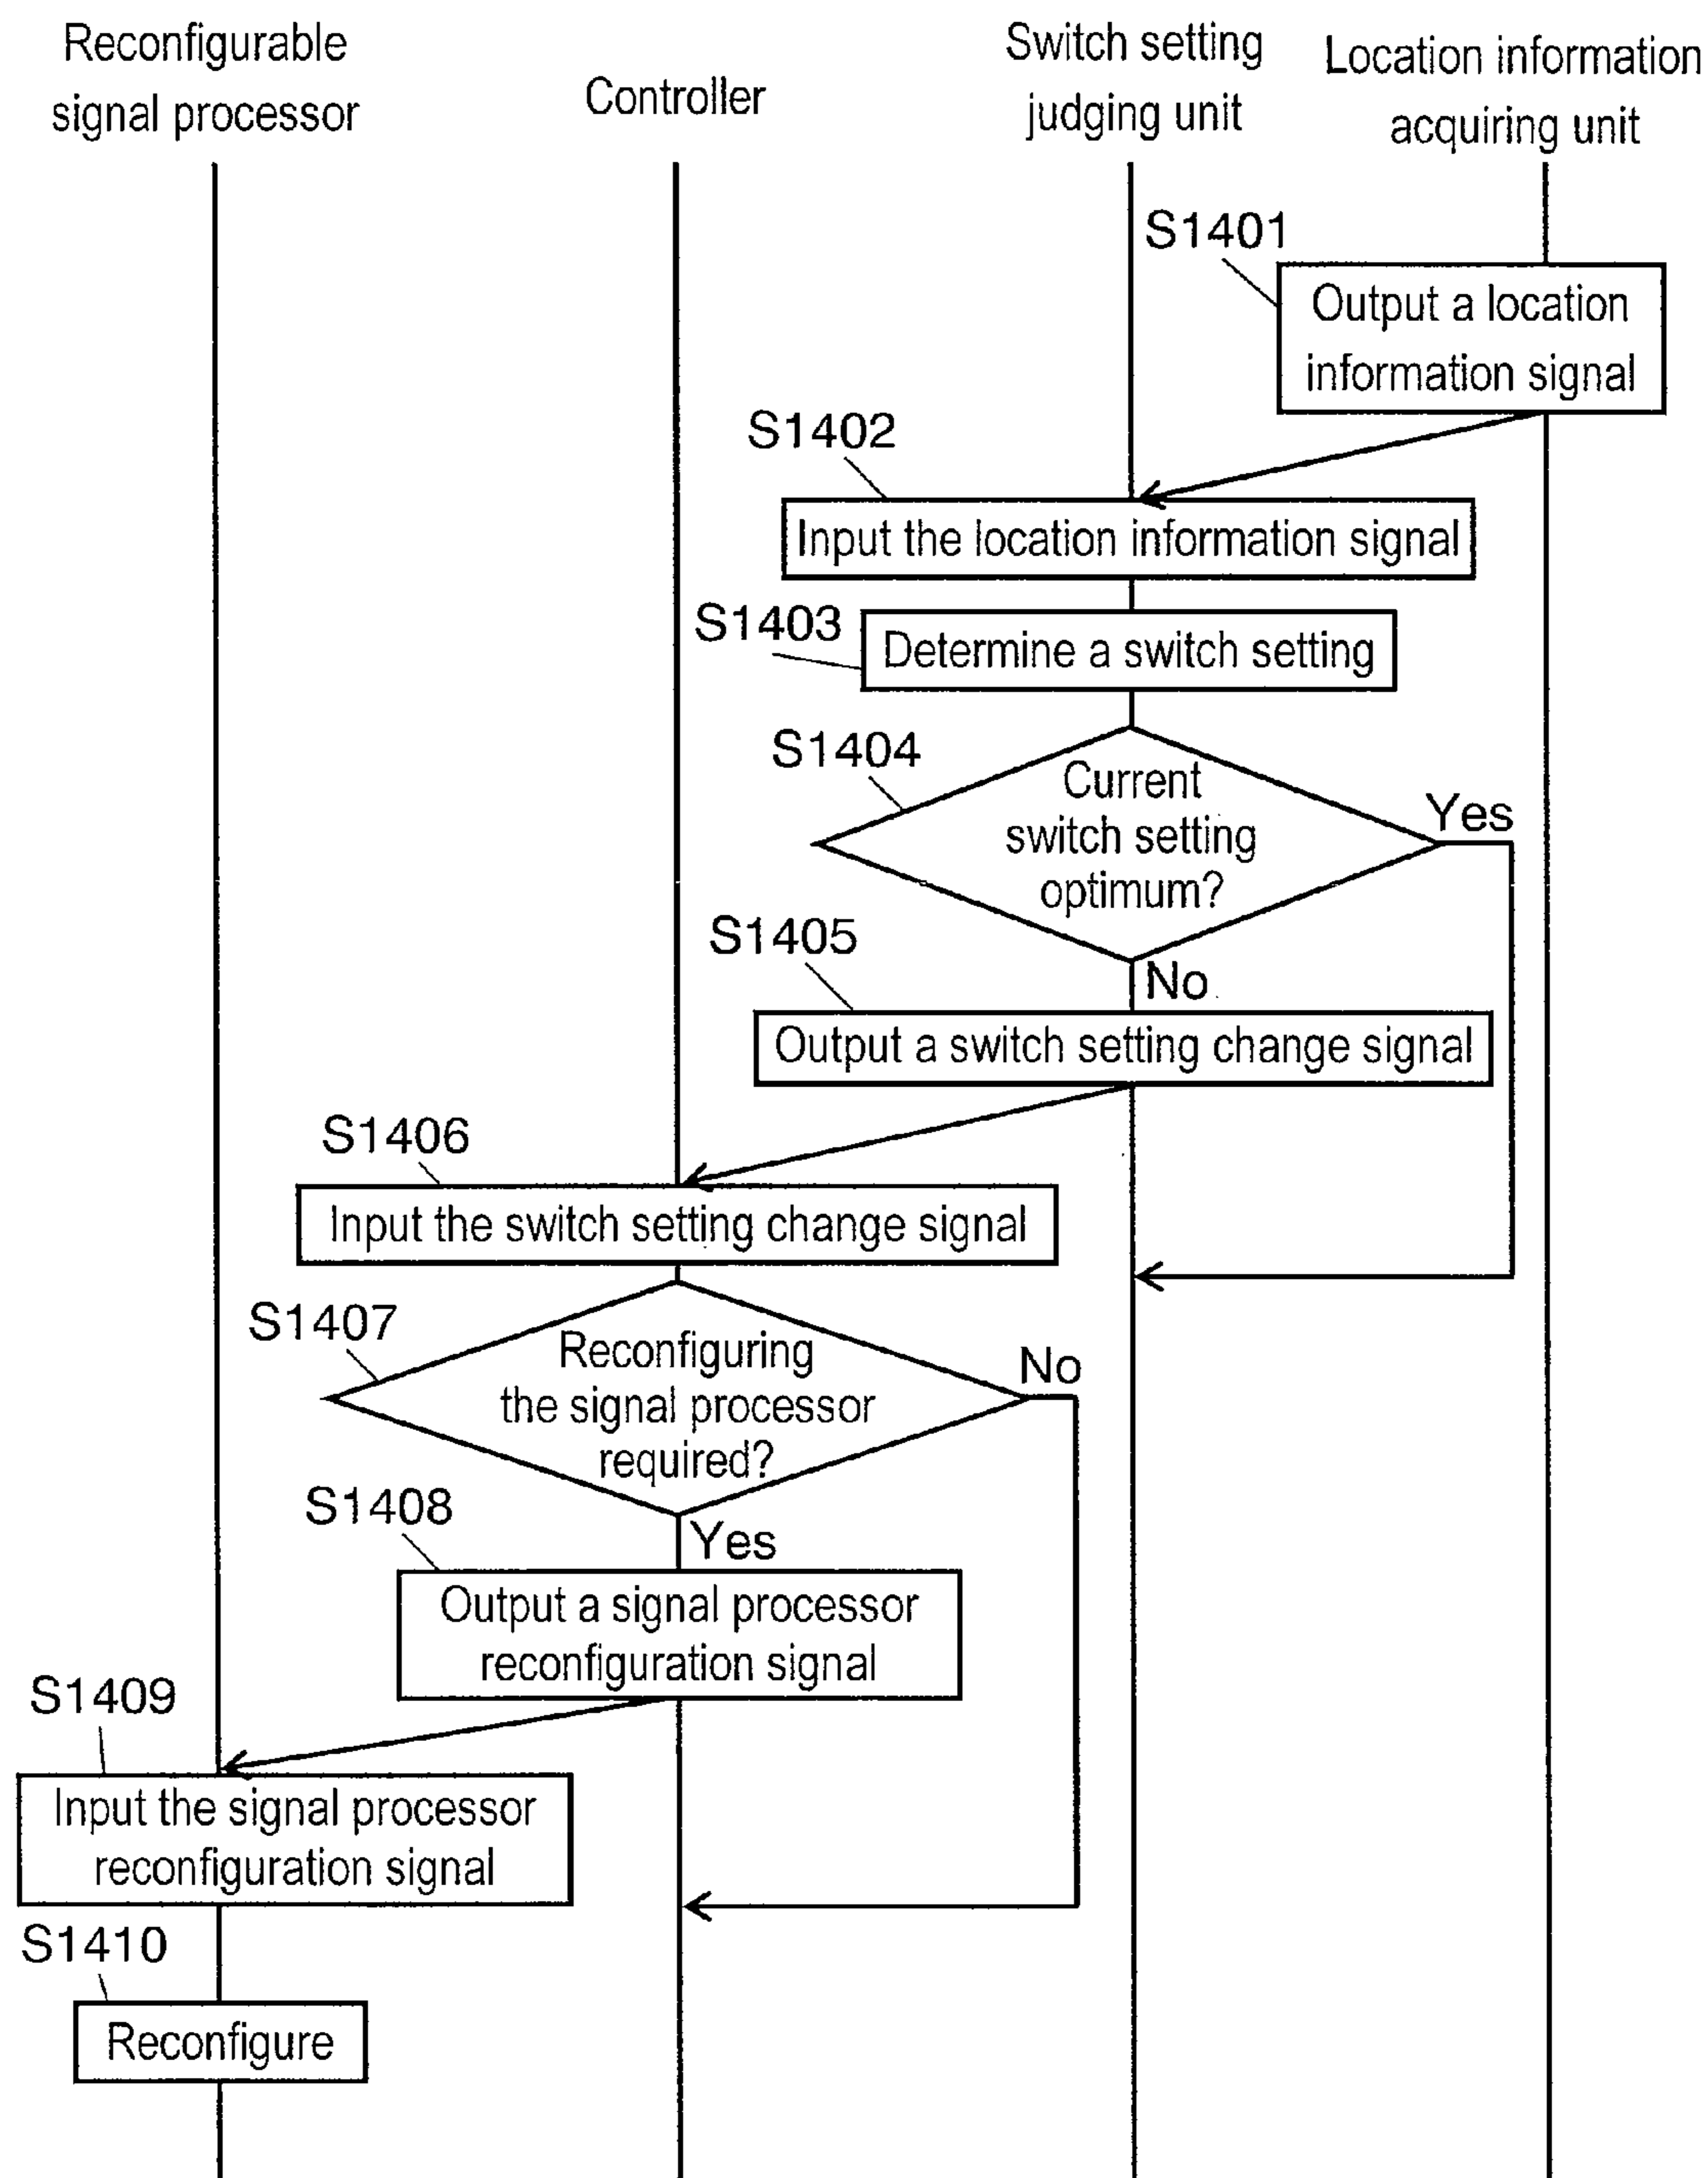 Reconfigurable
signal processor
Controller
Switch setting
judging unit
Location information
acquiring unit
S1401
Output a location
information signal
S1402
Input the location information signal
S1403
Determine a switch setting
S1404
Current
switch setting
optimum?
Yes
S1405
No
Output a switch setting change signal
S1406
Input the switch setting change signal
S1407
Reconfiguring
the signal processor
required?
No
S1408
Yes
Output a signal processor
reconfiguration signal
S1409
Input the signal processor
reconfiguration signal
S1410
Reconfigure